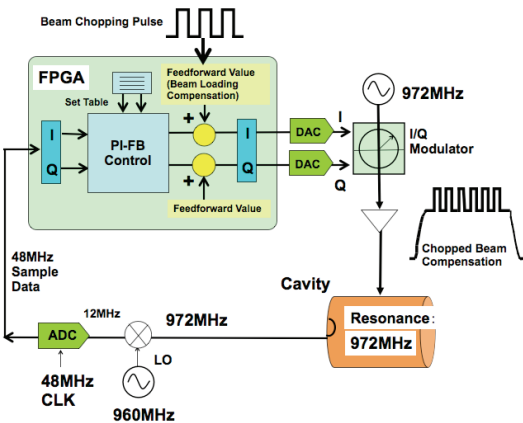 Beam Chopping Pulse
FPGA
Feedforward Value
(Beam Loading
Compensation)
Set Table
972MHz
+
I
PI-FB
Control
I
DAC
I
I/Q
Modulator
Q
+
Q
DAC
Q
Feedforward Value
48MHz
Sample
Data
Chopped Beam
Compensation
Cavity
12MHz
972MHz
Resonance:
972MHz
ADC
LO
48MHz
CLK
960MHz